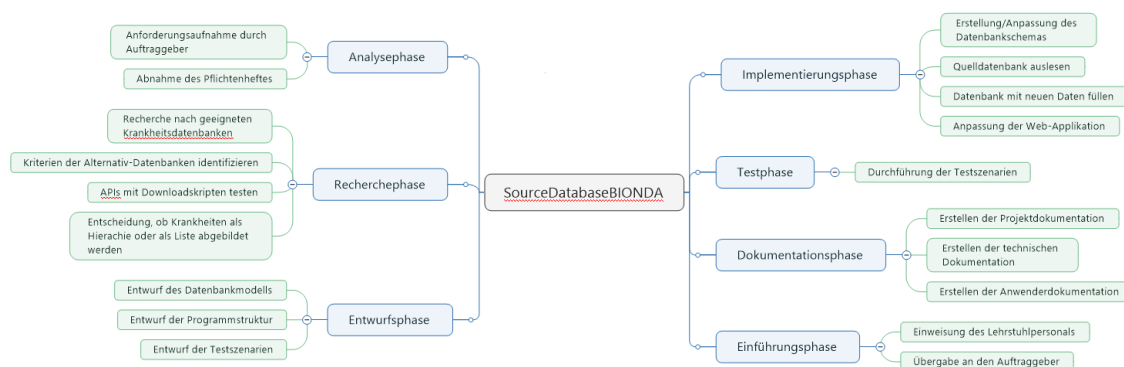 Anforderungsaufnahme durch
Auftraggeber
Abnahme des Pflichtenheftes
Analysephase
Recherche nach geeigneten
Krankheitsdatenbanken
Kriterien der Alternativ-Datenbanken identifizieren
APIs mit Downloadskripten testen
Entscheidung, ob Krankheiten als
Hierachie oder als Liste abgebildet
werden
Recherchephase
Entwurf des Datenbankmodells
Entwurf der Programmstruktur
Entwurf der Testszenarien
Entwurfsphase
SourceDatabaseBIONDA
Implementierungsphase
Erstellung/Anpassung des
Datenbankschemas
Quelldatenbank auslesen
Datenbank mit neuen Daten füllen
Anpassung der Web-Applikation
Testphase
Durchführung der Testszenarien
Dokumentationsphase
Erstellen der Projektdokumentation
Erstellen der technischen
Dokumentation
Erstellen der Anwenderdokumentation
Einführungsphase
Einweisung des Lehrstuhlpersonals
Übergabe an den Auftraggeber